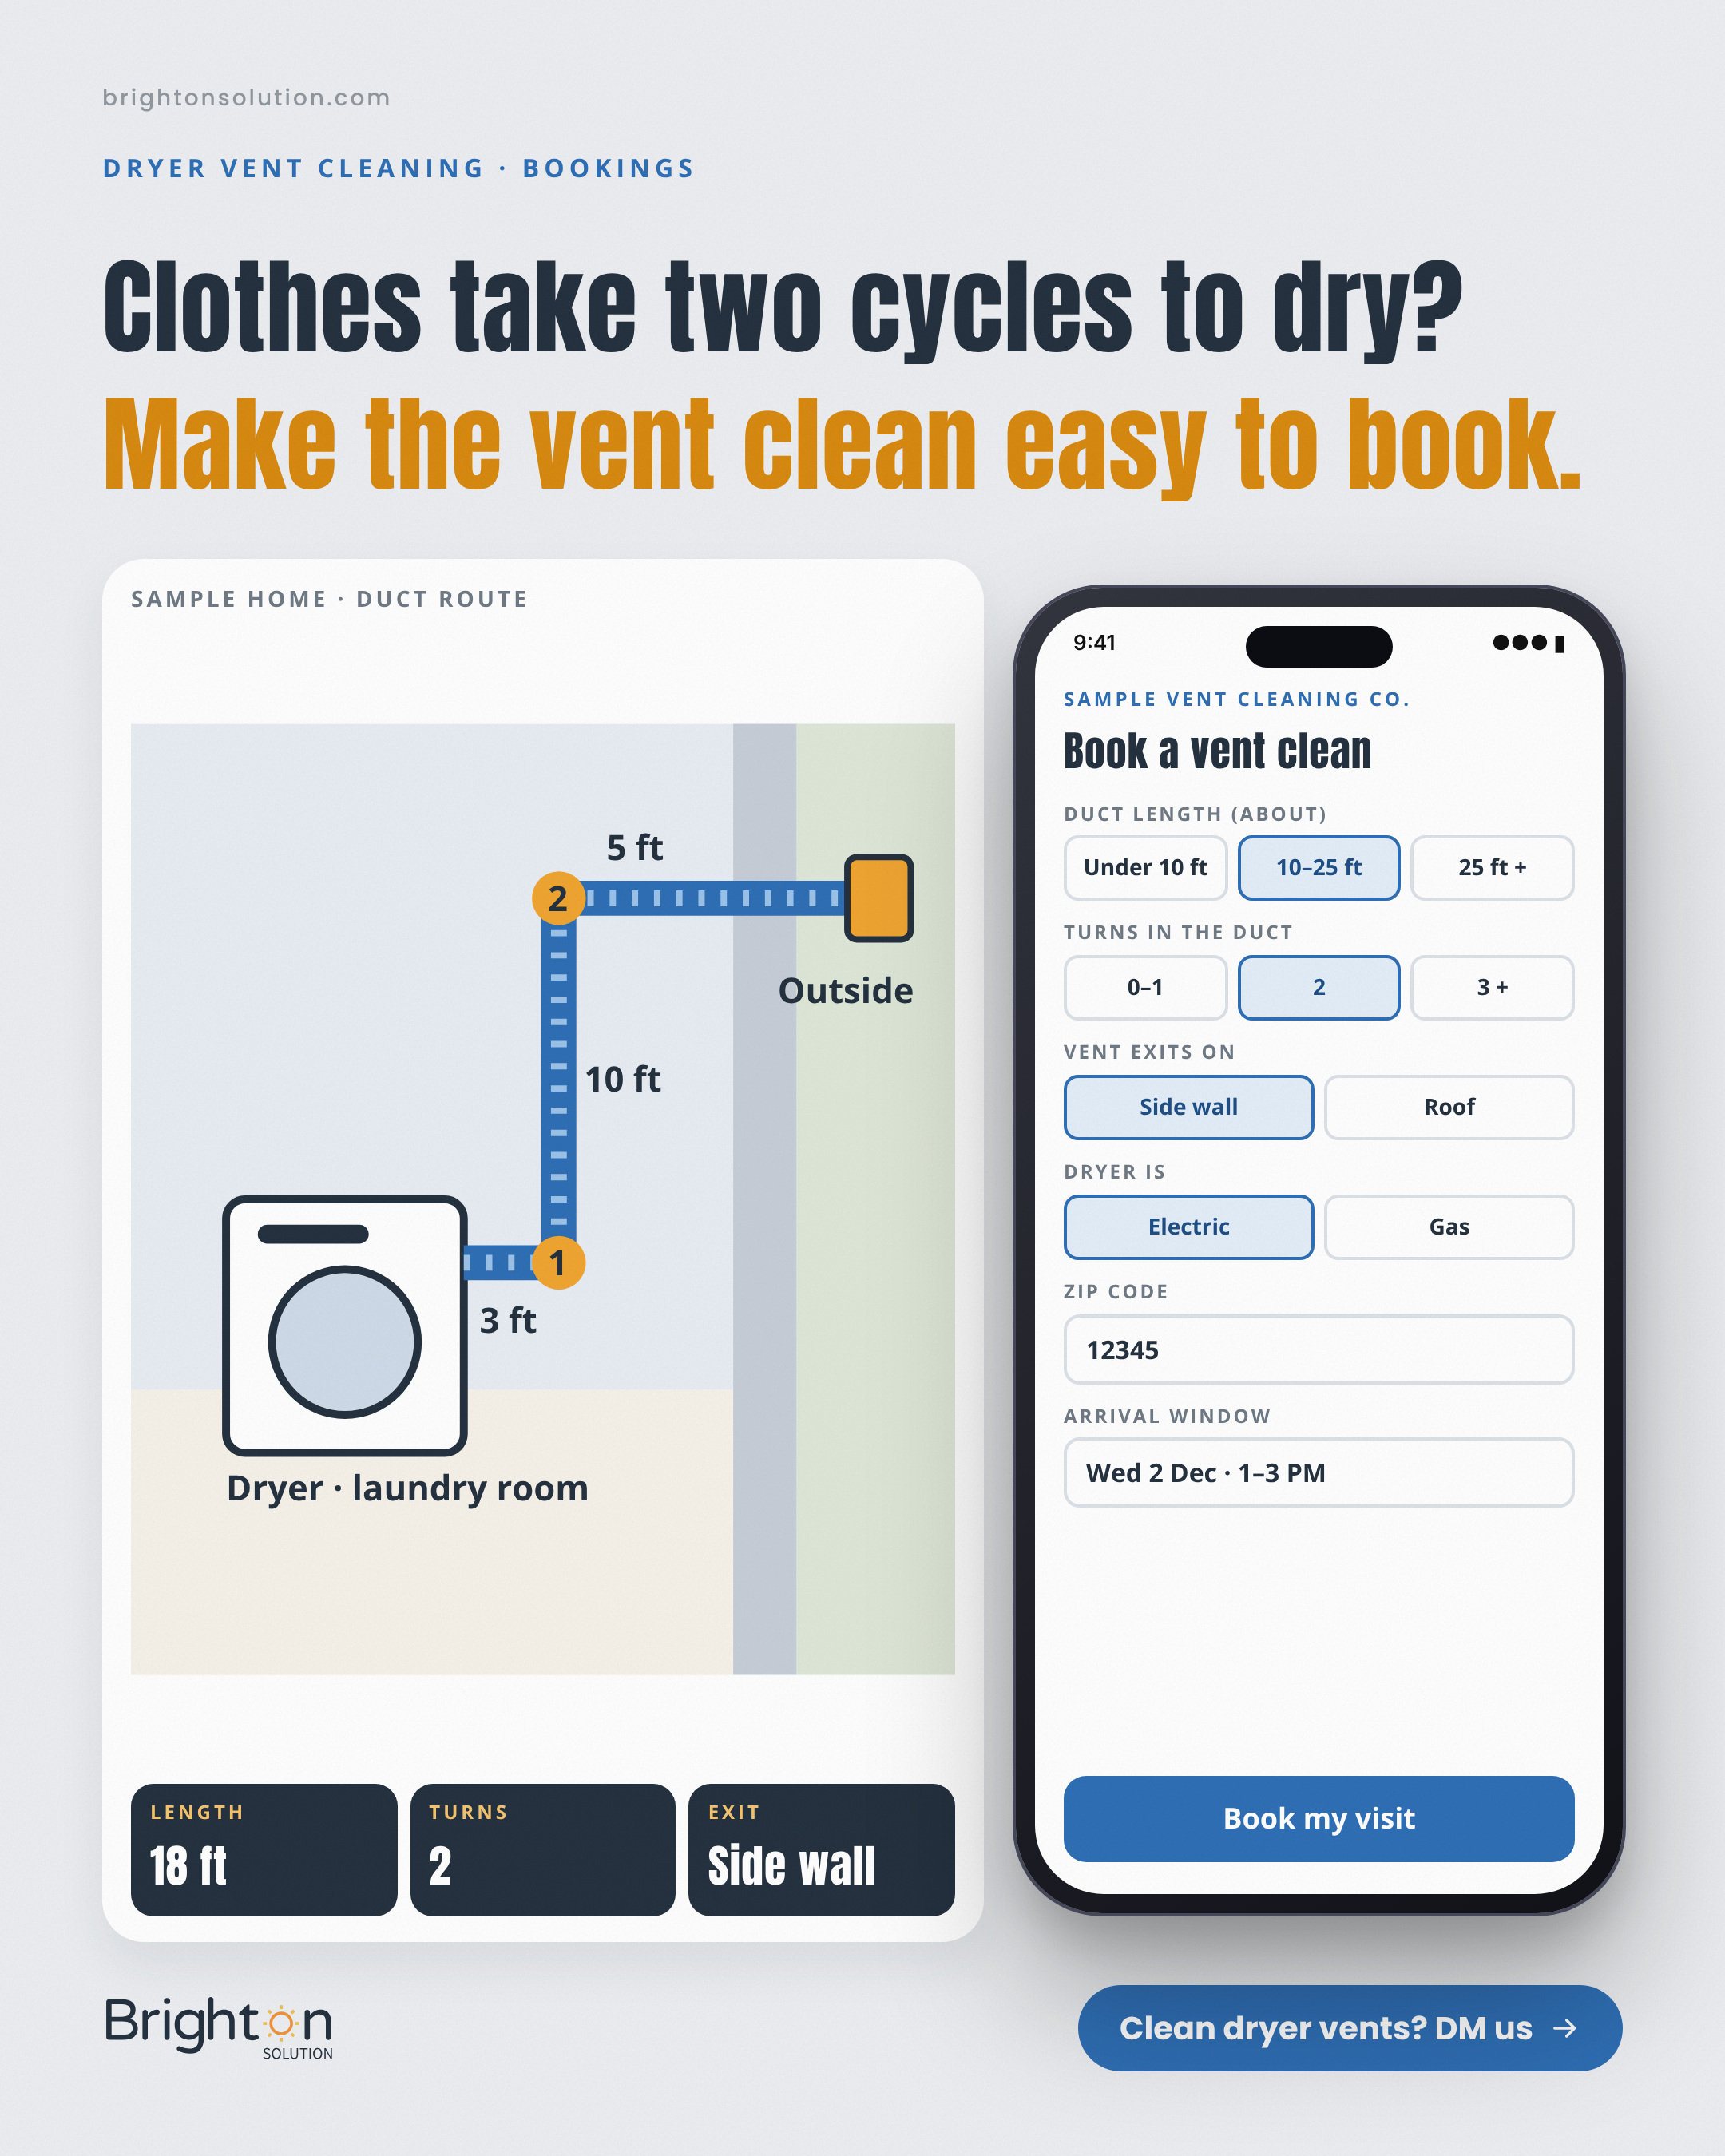 brightonsolution.com
DRYER VENT CLEANING · BOOKINGS
Clothes take two cycles to dry?
Make the vent clean easy to book.
SAMPLE HOME · DUCT ROUTE
5 ft
2
Outside
10 ft
1
3 ft
Dryer · laundry room
LENGTH
18 ft
TURNS
2
EXIT
Side wall
9:41
SAMPLE VENT CLEANING CO.
Book a vent clean
DUCT LENGTH (ABOUT)
Under 10 ft 10–25 ft 25 ft +
TURNS IN THE DUCT
0–1 2 3 +
VENT EXITS ON
Side wall Roof
DRYER IS
Electric Gas
ZIP CODE
12345
ARRIVAL WINDOW
Wed 2 Dec · 1–3 PM
Book my visit
Brighton
SOLUTION
Clean dryer vents? DM us →